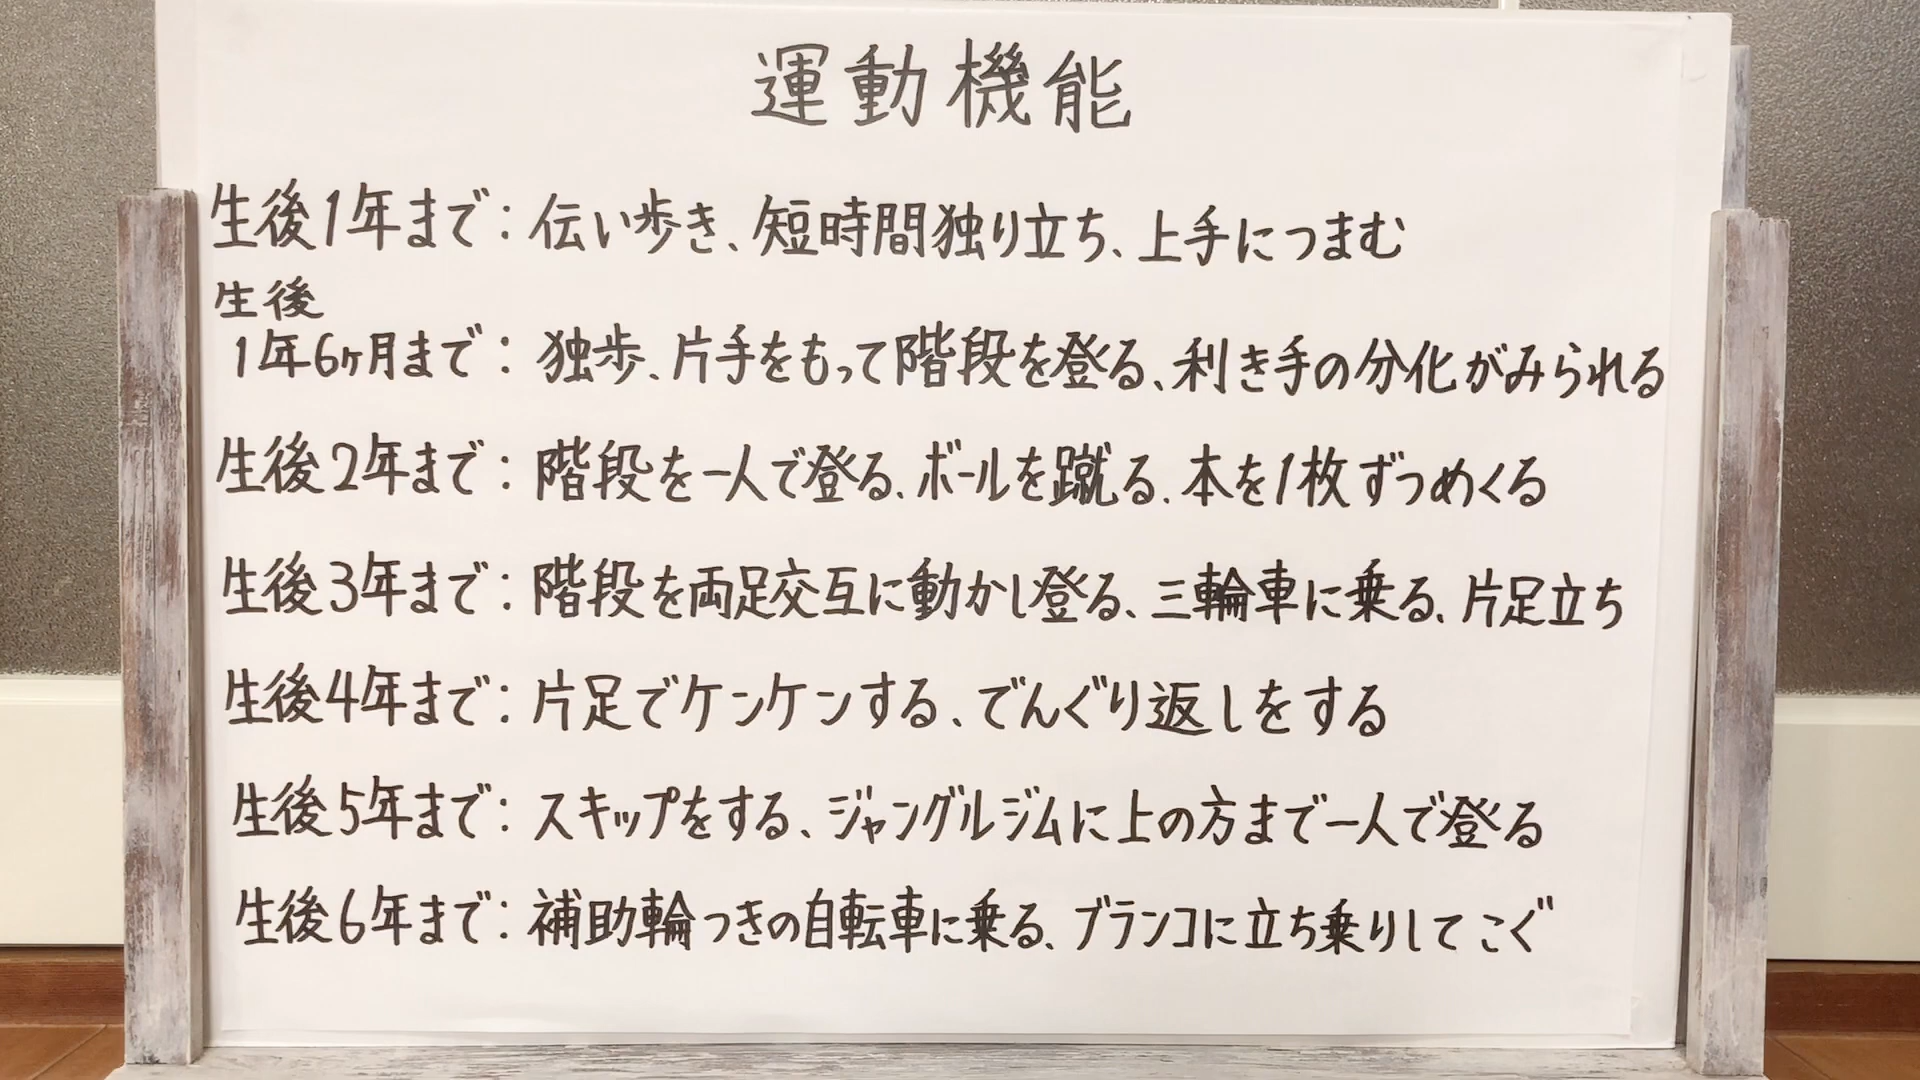 運動機能
生後1年まで:伝い歩き、短時間独り立ち、上手につまむ
生後
1年6ヶ月まで:独歩、片手をもって階段を登る、利き手の分化がみられる
生後2年まで:階段を一人で登る、ボールを蹴る、本を1枚ずつめくる
生後3年まで:階段を両足交互に動かし登る、三輪車に乗る、片足立ち
生後4年まで:片足でケンケンする、でんぐり返しをする
生後5年まで:スキップをする、ジャングルジムに上の方まで一人で登る
生後6年まで:補助輪つきの自転車に乗る、ブランコに立ち乗りしてこぐ